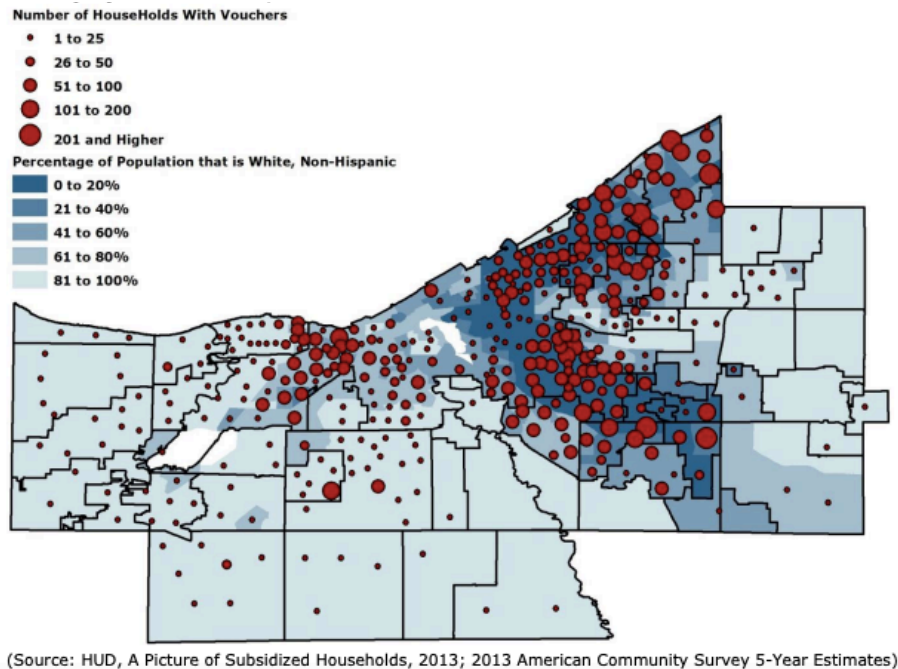 Number of HouseHolds With Vouchers
1 to 25
26 to 50
51 to 100
101 to 200
201 and Higher
Percentage of Population that is White, Non-Hispanic
0 to 20%
21 to 40%
41 to 60%
61 to 80%
81 to 100%
(Source: HUD, A Picture of Subsidized Households, 2013; 2013 American Community Survey 5-Year Estimates)